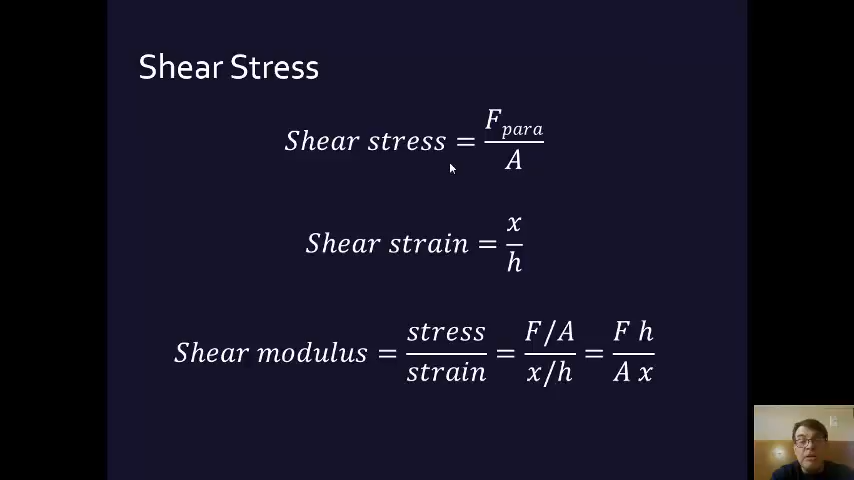 Shear Stress
Shear stress = F_para / A
Shear strain = x / h
Shear modulus = stress / strain = F/A / x/h = F h / A x